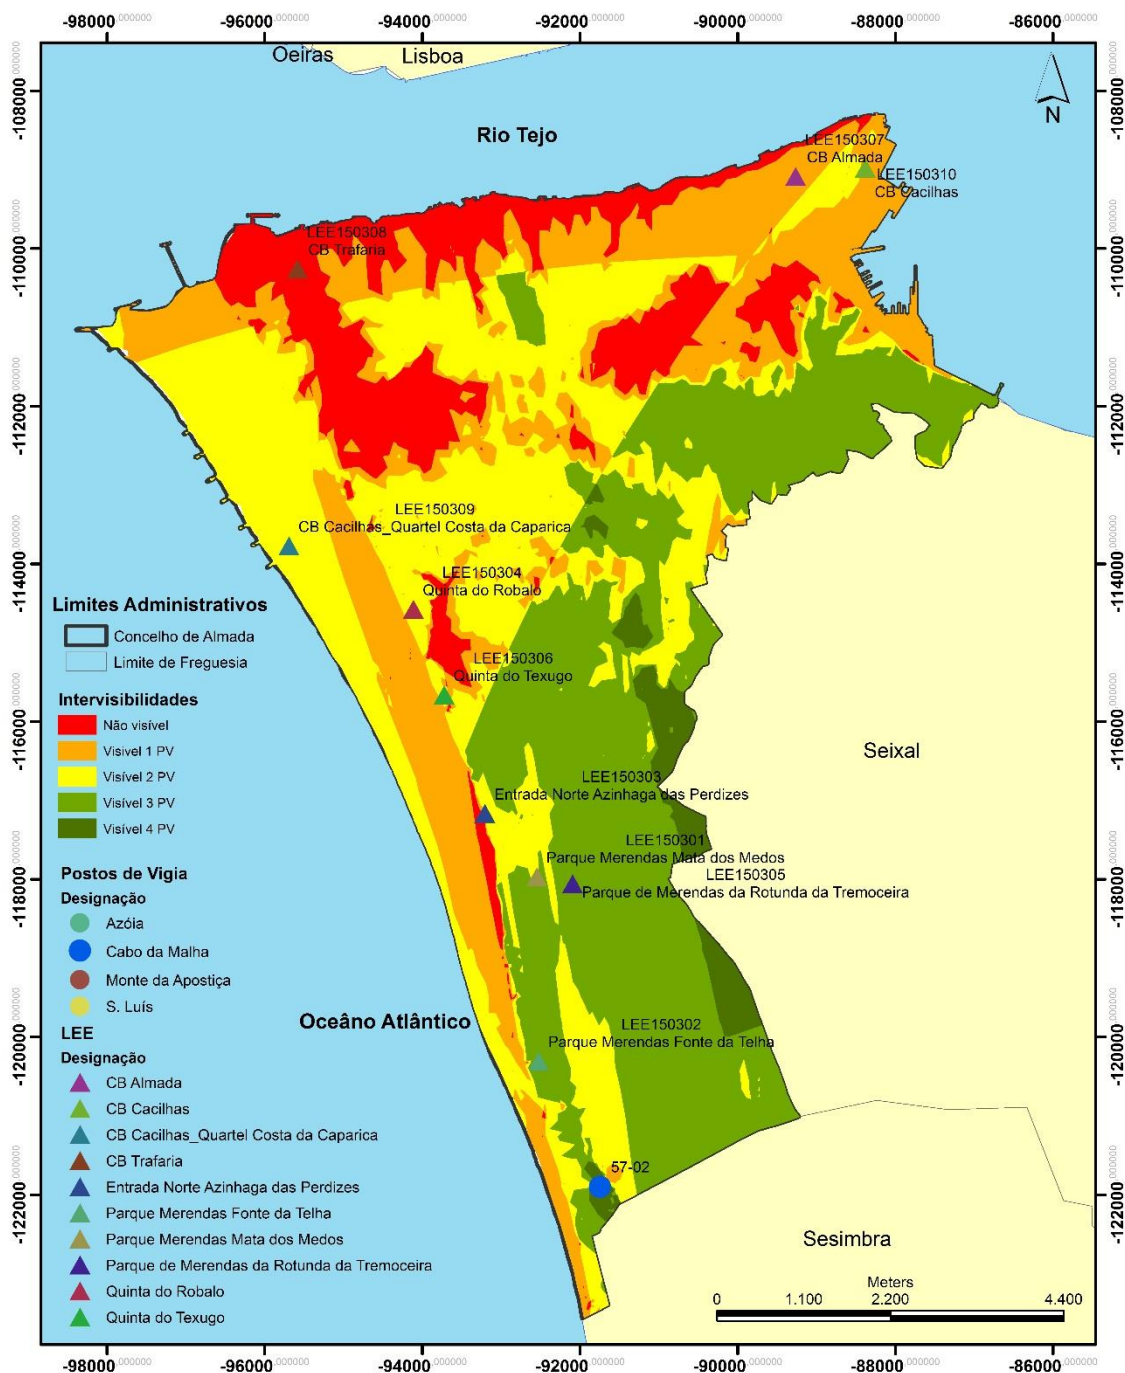 -98000,000000 -96000,000000 -94000,000000 -92000,000000 -90000,000000 -88000,000000 -86000,000000
Oeiras
Lisboa
N
Rio Tejo
LEE150307
CB Almada
LEE150310
CB Cacilhas
LEE150308
CB Trafaria
LEE150309
CB Cacilhas_Quartel Costa da Caparica
LEE150304
Quinta do Robalo
LEE150306
Quinta do Texugo
Seixal
LEE150303
Entrada Norte Azinhaga das Perdizes
LEE150301
Parque Merendas Mata dos Medos
LEE150305
Parque de Merendas da Rotunda da Tremoceira
Oceâno Atlântico
LEE150302
Parque Merendas Fonte da Telha
57-02
Sesimbra
Limites Administrativos
Concelho de Almada
Limite de Freguesia
Intervisibilidades
Não visível
Visivel 1 PV
Visível 2 PV
Visível 3 PV
Visível 4 PV
Postos de Vigia
Designação
Azóia
Cabo da Malha
Monte da Apostiça
S. Luís
LEE
Designação
CB Almada
CB Cacilhas
CB Cacilhas_Quartel Costa da Caparica
CB Trafaria
Entrada Norte Azinhaga das Perdizes
Parque Merendas Fonte da Telha
Parque Merendas Mata dos Medos
Parque de Merendas da Rotunda da Tremoceira
Quinta do Robalo
Quinta do Texugo
Meters
0 1.100 2.200 4.400
-108000,000000
-110000,000000
-112000,000000
-114000,000000
-116000,000000
-118000,000000
-120000,000000
-122000,000000
-108000,000000
-110000,000000
-112000,000000
-114000,000000
-116000,000000
-118000,000000
-120000,000000
-122000,000000
-98000,000000 -96000,000000 -94000,000000 -92000,000000 -90000,000000 -88000,000000 -86000,000000